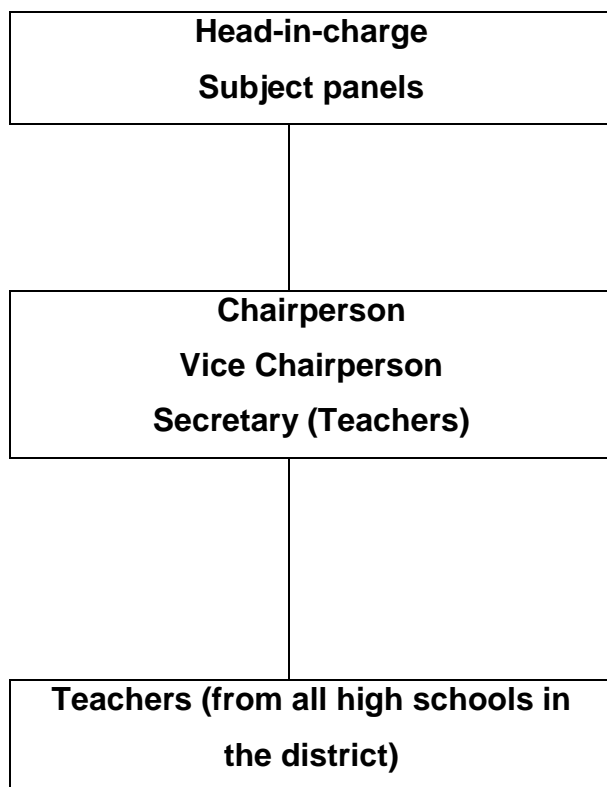 Head-in-charge
Subject panels
Chairperson
Vice Chairperson
Secretary (Teachers)
Teachers (from all high schools in
the district)